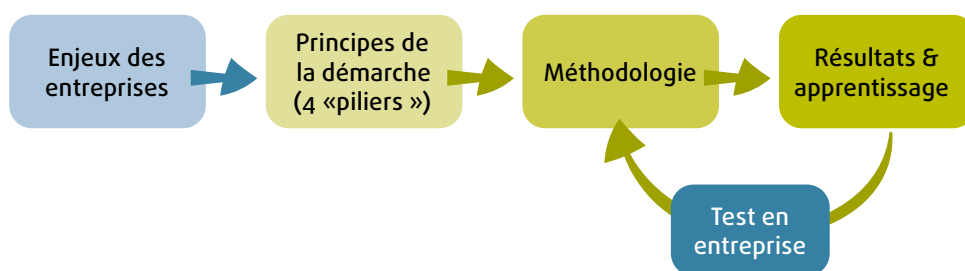 Enjeux des
entreprises
Principes de
la démarche
(4 «piliers »)
Méthodologie
Résultats &
apprentissage
Test en
entreprise